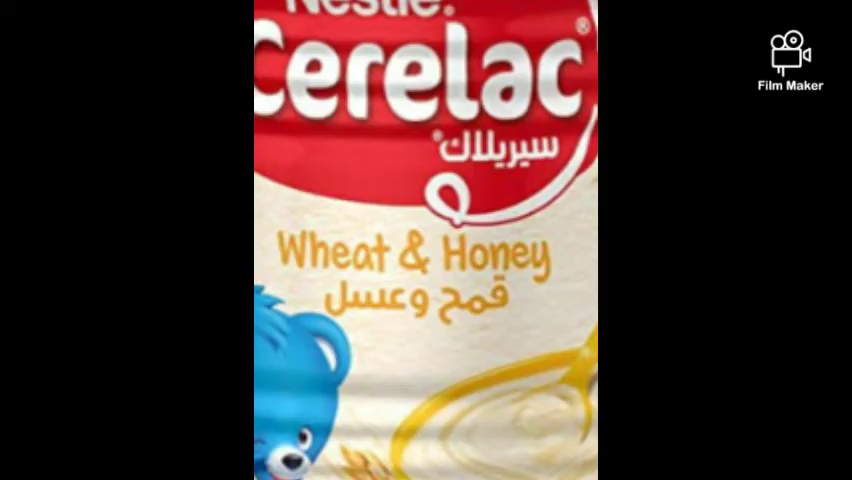 Nestlé®
Cerelac®
سيريلاك®
Wheat & Honey
قمح وعسل
Film Maker